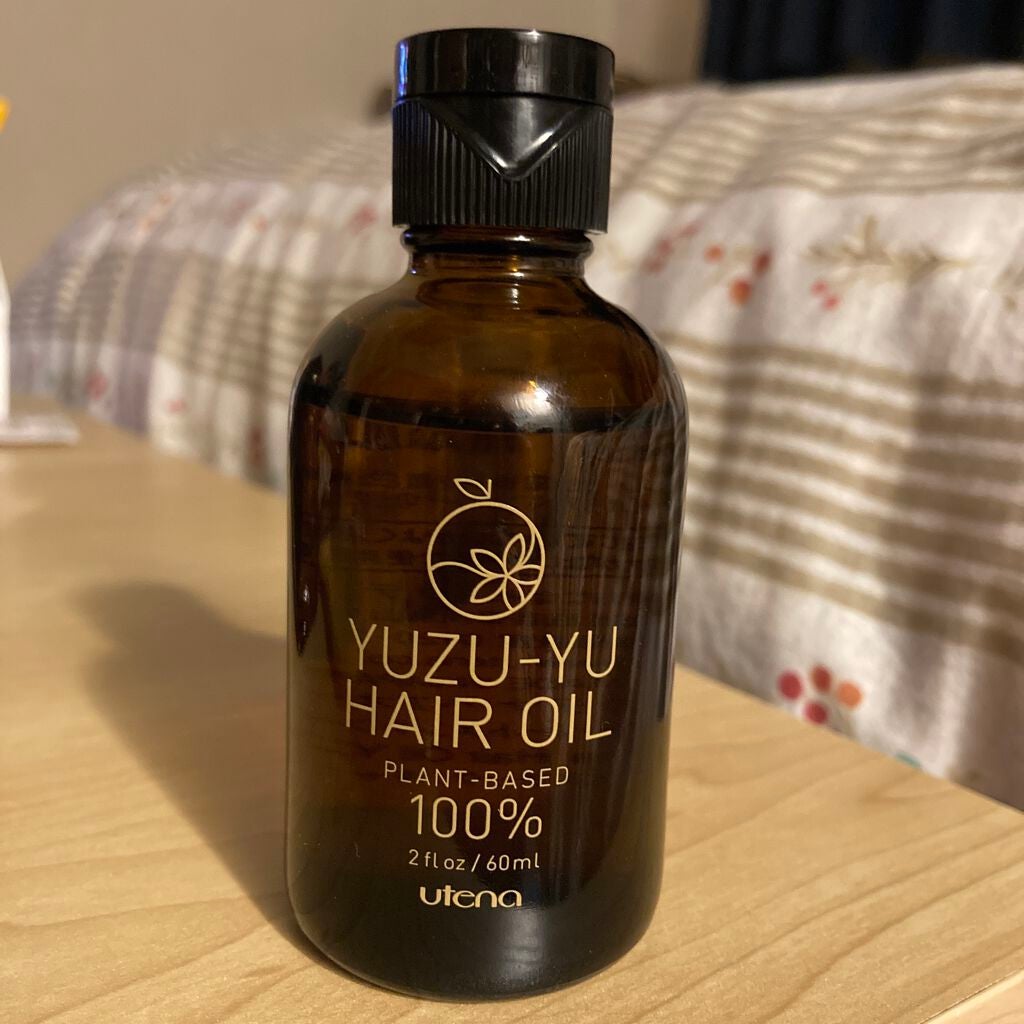 YUZU-YU
HAIR OIL
PLANT-BASED
100%
2 fl oz / 60ml
utena